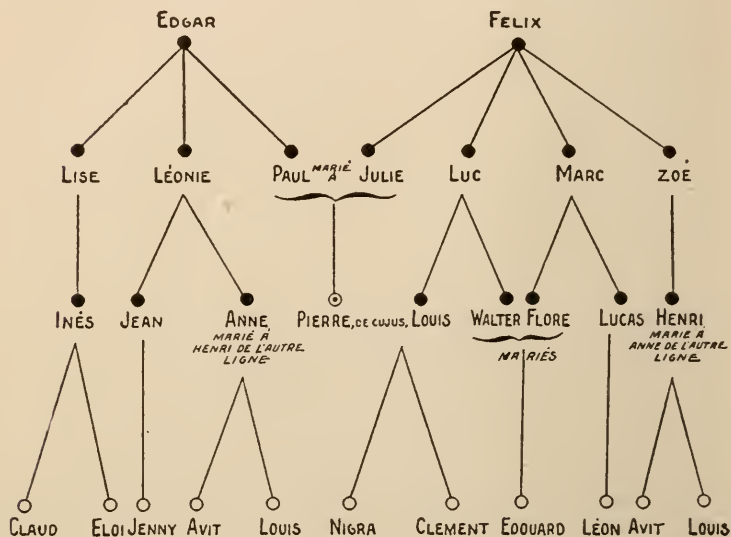 EDGAR FELIX
LISE LÉONIE PAUL MARIÉ À JULIE LUC MARC ZOÉ
INÉS JEAN ANNE PIERRE, DE CUJUS, LOUIS WALTER FLORE LUCAS HENRI
MARIÉ À HENRI DE L'AUTRE LIGNE
MARIÉS
MARIÉ À ANNE DE L'AUTRE LIGNE
CLAUD ELOI JENNY AVIT LOUIS NIGRA CLEMENT EDOUARD LÉON AVIT LOUIS